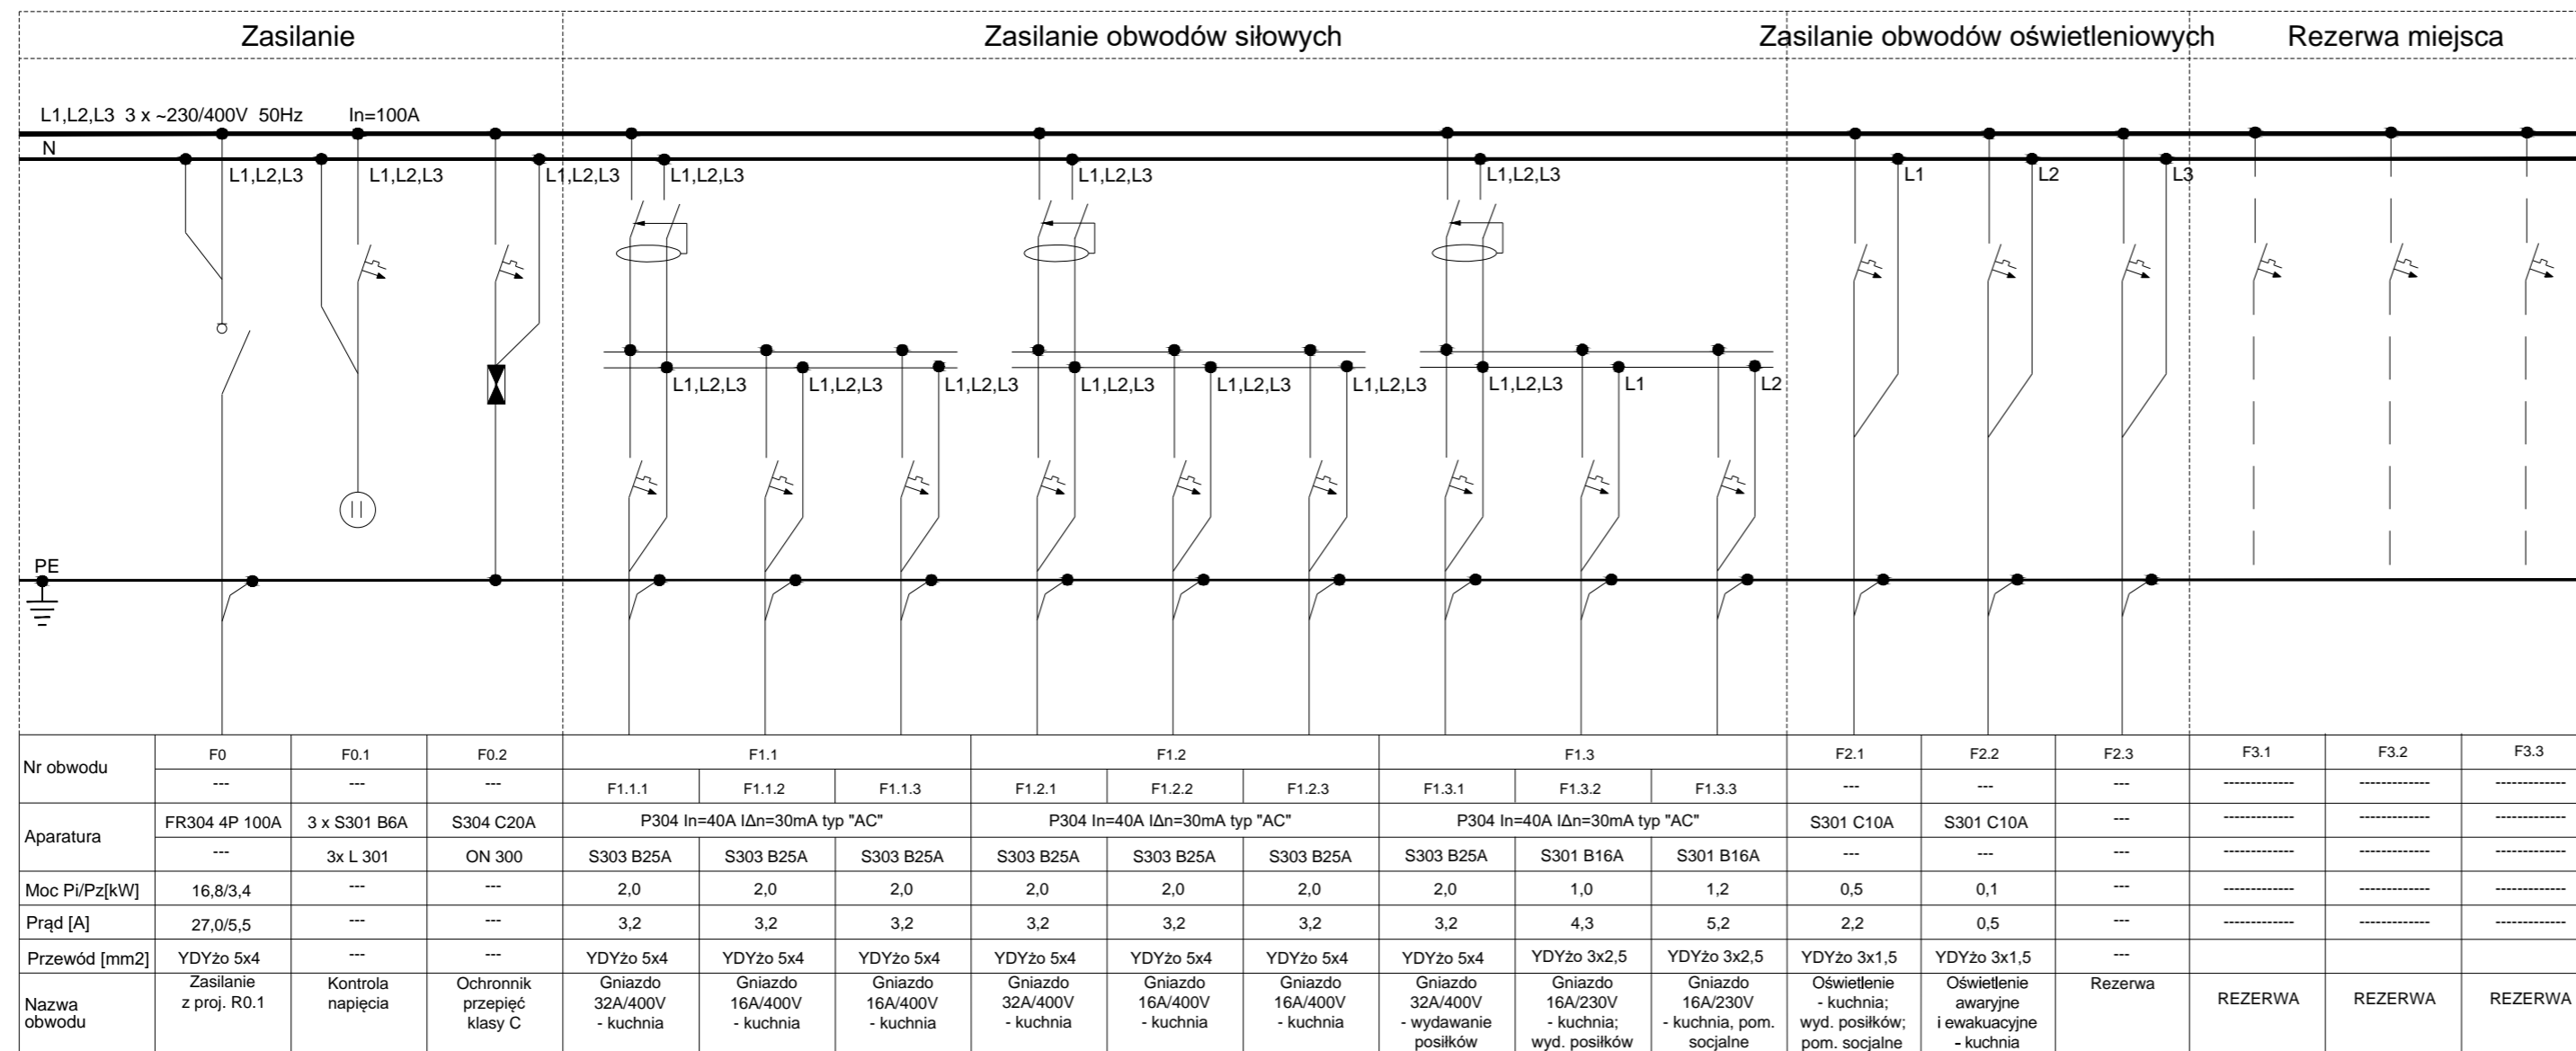 Zasilanie
Zasilanie obwodów siłowych
Zasilanie obwodów oświetleniowych
Rezerwa miejsca
L1,L2,L3 3 x ~230/400V 50Hz In=100A
N
L1,L2,L3 L1,L2,L3 L1,L2,L3 L1,L2,L3 L1,L2,L3 L1,L2,L3 L1 L2 L3
L1,L2,L3 L1,L2,L3 L1,L2,L3 L1,L2,L3 L1,L2,L3 L1,L2,L3 L1,L2,L3 L1 L2
PE
Nr obwodu F0 F0.1 F0.2 F1.1 F1.2 F1.3 F2.1 F2.2 F2.3 F3.1 F3.2 F3.3
--- --- --- F1.1.1 F1.1.2 F1.1.3 F1.2.1 F1.2.2 F1.2.3 F1.3.1 F1.3.2 F1.3.3 --- --- --- ------------- ------------- -------------
Aparatura FR304 4P 100A 3 x S301 B6A S304 C20A P304 In=40A IΔn=30mA typ "AC" P304 In=40A IΔn=30mA typ "AC" P304 In=40A IΔn=30mA typ "AC" S301 C10A S301 C10A --- ------------- ------------- -------------
--- 3x L 301 ON 300 S303 B25A S303 B25A S303 B25A S303 B25A S303 B25A S303 B25A S303 B25A S301 B16A S301 B16A --- --- --- ------------- ------------- -------------
Moc Pi/Pz[kW] 16,8/3,4 --- --- 2,0 2,0 2,0 2,0 2,0 2,0 2,0 1,0 1,2 0,5 0,1 --- ------------- ------------- -------------
Prąd [A] 27,0/5,5 --- --- 3,2 3,2 3,2 3,2 3,2 3,2 3,2 4,3 5,2 2,2 0,5 --- ------------- ------------- -------------
Przewód [mm2] YDYżo 5x4 --- --- YDYżo 5x4 YDYżo 5x4 YDYżo 5x4 YDYżo 5x4 YDYżo 5x4 YDYżo 5x4 YDYżo 5x4 YDYżo 3x2,5 YDYżo 3x2,5 YDYżo 3x1,5 YDYżo 3x1,5 ---
Nazwa
obwodu
Zasilanie
z proj. R0.1
Kontrola
napięcia
Ochronnik
przepięć
klasy C
Gniazdo
32A/400V
- kuchnia
Gniazdo
16A/400V
- kuchnia
Gniazdo
16A/400V
- kuchnia
Gniazdo
32A/400V
- kuchnia
Gniazdo
16A/400V
- kuchnia
Gniazdo
16A/400V
- kuchnia
Gniazdo
32A/400V
- wydawanie
posiłków
Gniazdo
16A/230V
- kuchnia;
wyd. posiłków
Gniazdo
16A/230V
- kuchnia, pom.
socjalne
Oświetlenie
- kuchnia;
wyd. posiłków;
pom. socjalne
Oświetlenie
awaryjne
i ewakuacyjne
- kuchnia
Rezerwa
REZERWA
REZERWA
REZERWA